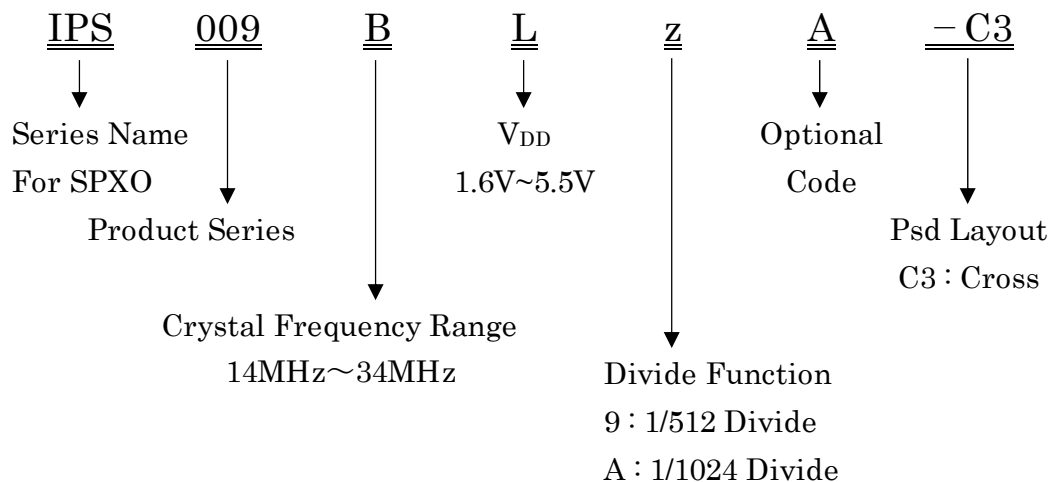 IPS 009 B L z A －C3
Series Name
For SPXO
Product Series
Crystal Frequency Range
14MHz～34MHz
VDD
1.6V~5.5V
Divide Function
9：1/512 Divide
A：1/1024 Divide
Optional
Code
Psd Layout
C3：Cross